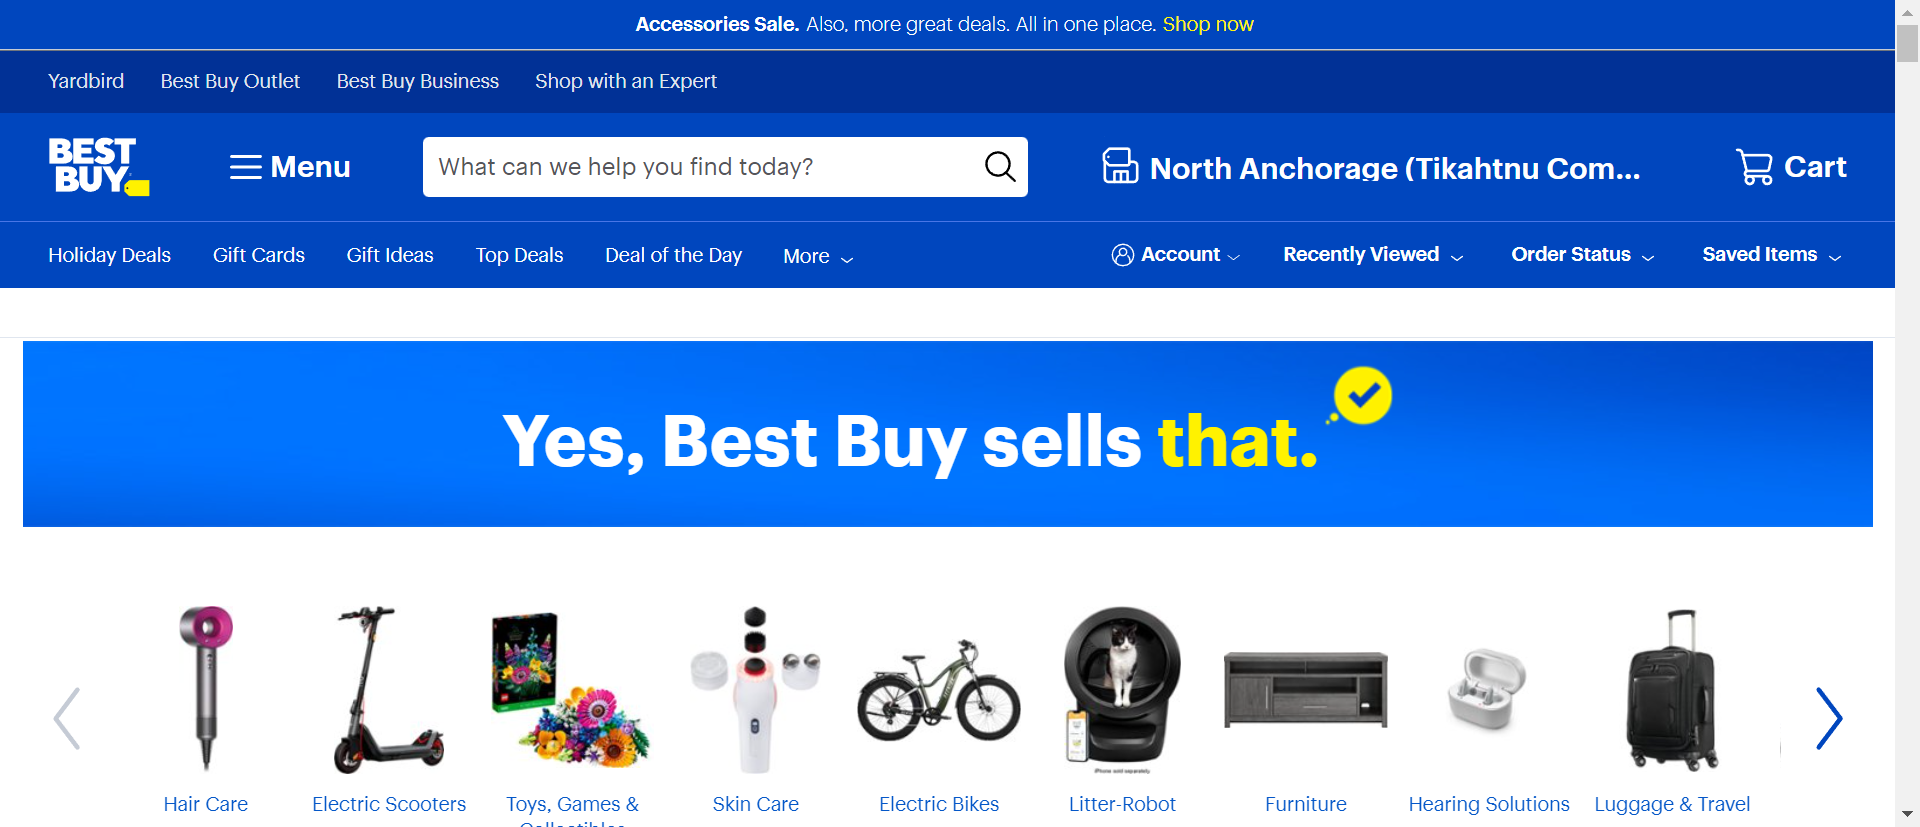 Accessories Sale. Also, more great deals. All in one place. Shop now
Yardbird Best Buy Outlet Best Buy Business Shop with an Expert
BEST
BUY
Menu
What can we help you find today?
North Anchorage (Tikahtnu Com...
Cart
Holiday Deals Gift Cards Gift Ideas Top Deals Deal of the Day More Account Recently Viewed Order Status Saved Items
Yes, Best Buy sells that.
iPhone sold separately
Hair Care Electric Scooters Toys, Games & Skin Care Electric Bikes Litter-Robot Furniture Hearing Solutions Luggage & Travel
Collectibles